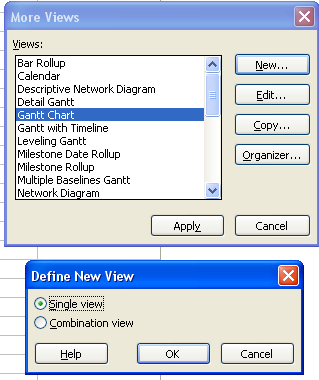 More Views
Views:
Bar Rollup
Calendar
Descriptive Network Diagram
Detail Gantt
Gantt Chart
Gantt with Timeline
Leveling Gantt
Milestone Date Rollup
Milestone Rollup
Multiple Baselines Gantt
Network Diagram
New...
Edit...
Copy...
Organizer...
Apply Cancel
Define New View
Single view
Combination view
Help OK Cancel